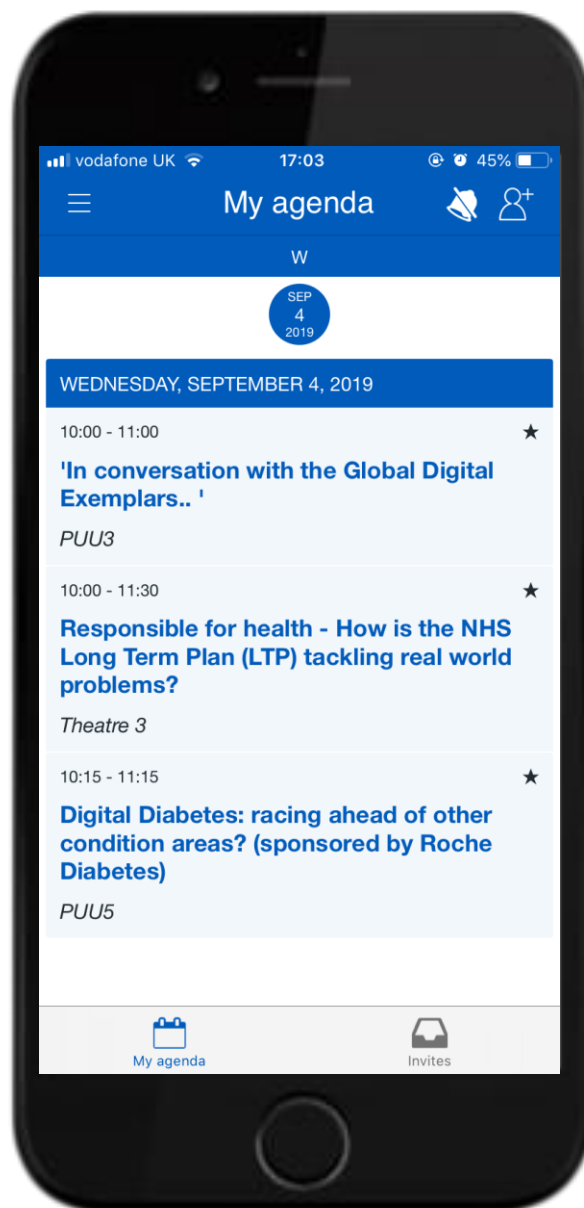 vodafone UK 17:03 45%
My agenda
W
SEP
4
2019
WEDNESDAY, SEPTEMBER 4, 2019
10:00 - 11:00 ★
'In conversation with the Global Digital
Exemplars.. '
PUU3
10:00 - 11:30 ★
Responsible for health - How is the NHS
Long Term Plan (LTP) tackling real world
problems?
Theatre 3
10:15 - 11:15 ★
Digital Diabetes: racing ahead of other
condition areas? (sponsored by Roche
Diabetes)
PUU5
My agenda Invites